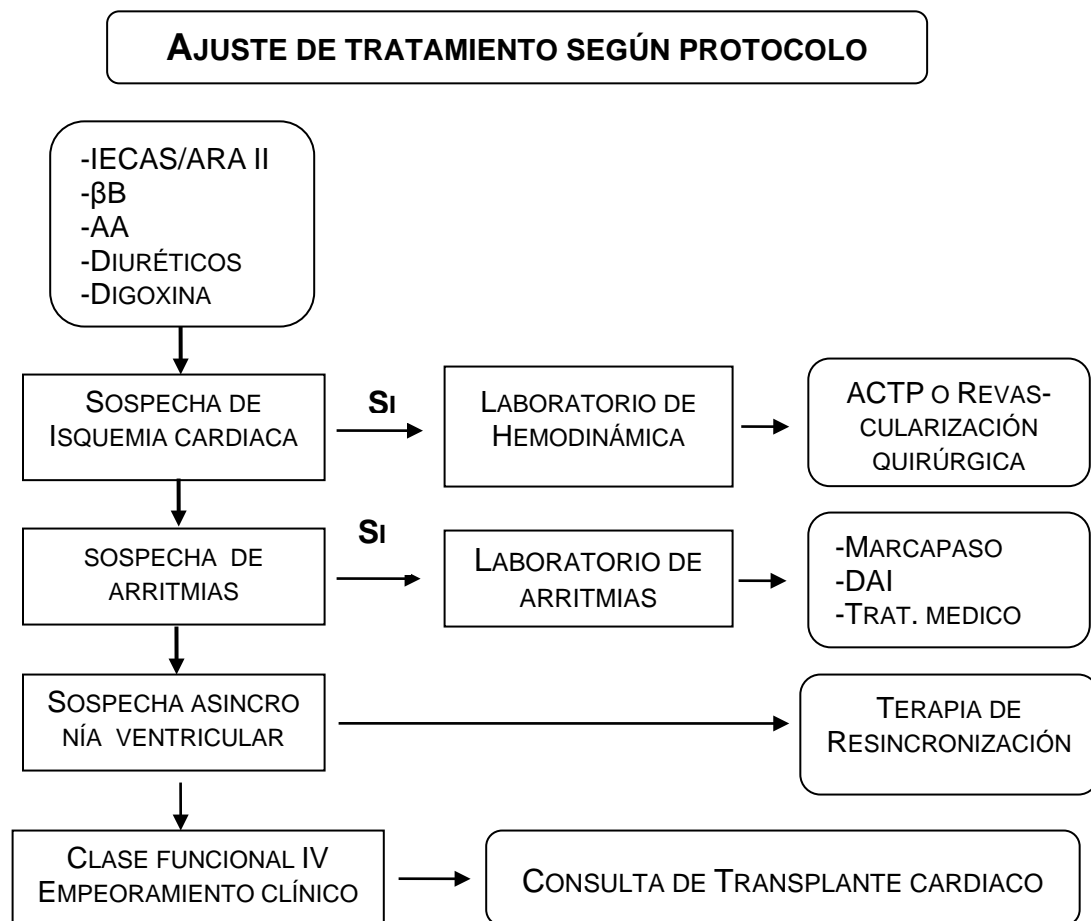 AJUSTE DE TRATAMIENTO SEGÚN PROTOCOLO
-IECAS/ARA II
-βB
-AA
-DIURÉTICOS
-DIGOXINA
SOSPECHA DE
ISQUEMIA CARDIACA
SI
LABORATORIO DE
HEMODINÁMICA
ACTP O REVAS-
CULARIZACIÓN
QUIRÚRGICA
SOSPECHA DE
ARRITMIAS
SI
LABORATORIO DE
ARRITMIAS
-MARCAPASO
-DAI
-TRAT. MEDICO
SOSPECHA ASINCRO
NÍA VENTRICULAR
TERAPIA DE
RESINCRONIZACIÓN
CLASE FUNCIONAL IV
EMPEORAMIENTO CLÍNICO
CONSULTA DE TRANSPLANTE CARDIACO